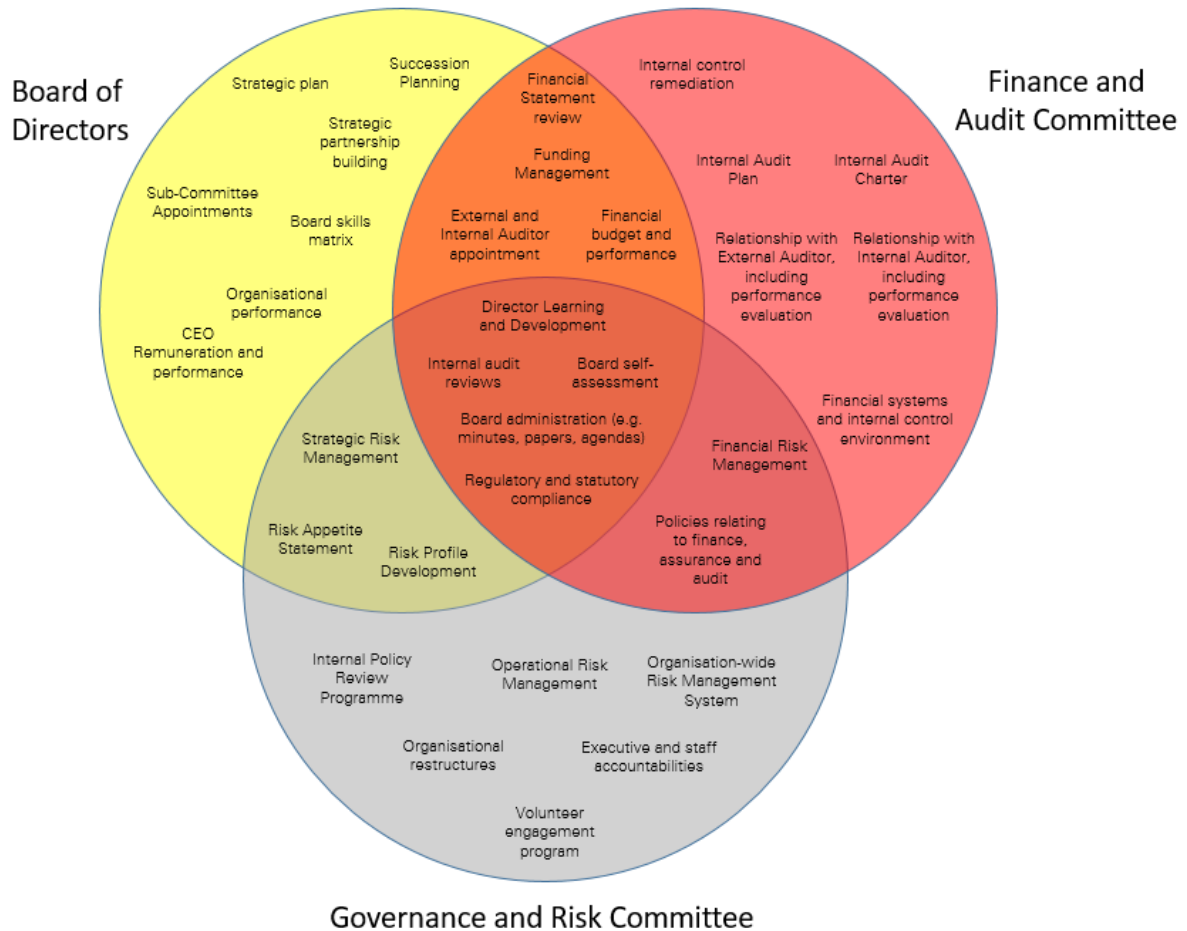 Board of
Directors
Finance and
Audit Committee
Strategic plan
Succession
Planning
Strategic
partnership
building
Sub-Committee
Appointments
Board skills
matrix
Organisational
performance
CEO
Remuneration and
performance
Financial
Statement
review
Funding
Management
External and
Internal Auditor
appointment
Financial
budget and
performance
Internal control
remediation
Internal Audit
Plan
Internal Audit
Charter
Relationship with
External Auditor,
including
performance
evaluation
Relationship with
Internal Auditor,
including
performance
evaluation
Financial systems
and internal control
environment
Director Learning
and Development
Internal audit
reviews
Board self-
assessment
Board administration (e.g.
minutes, papers, agendas)
Regulatory and statutory
compliance
Strategic Risk
Management
Risk Appetite
Statement
Risk Profile
Development
Financial Risk
Management
Policies relating
to finance,
assurance and
audit
Internal Policy
Review
Programme
Operational Risk
Management
Organisation-wide
Risk Management
System
Organisational
restructures
Executive and staff
accountabilities
Volunteer
engagement
program
Governance and Risk Committee